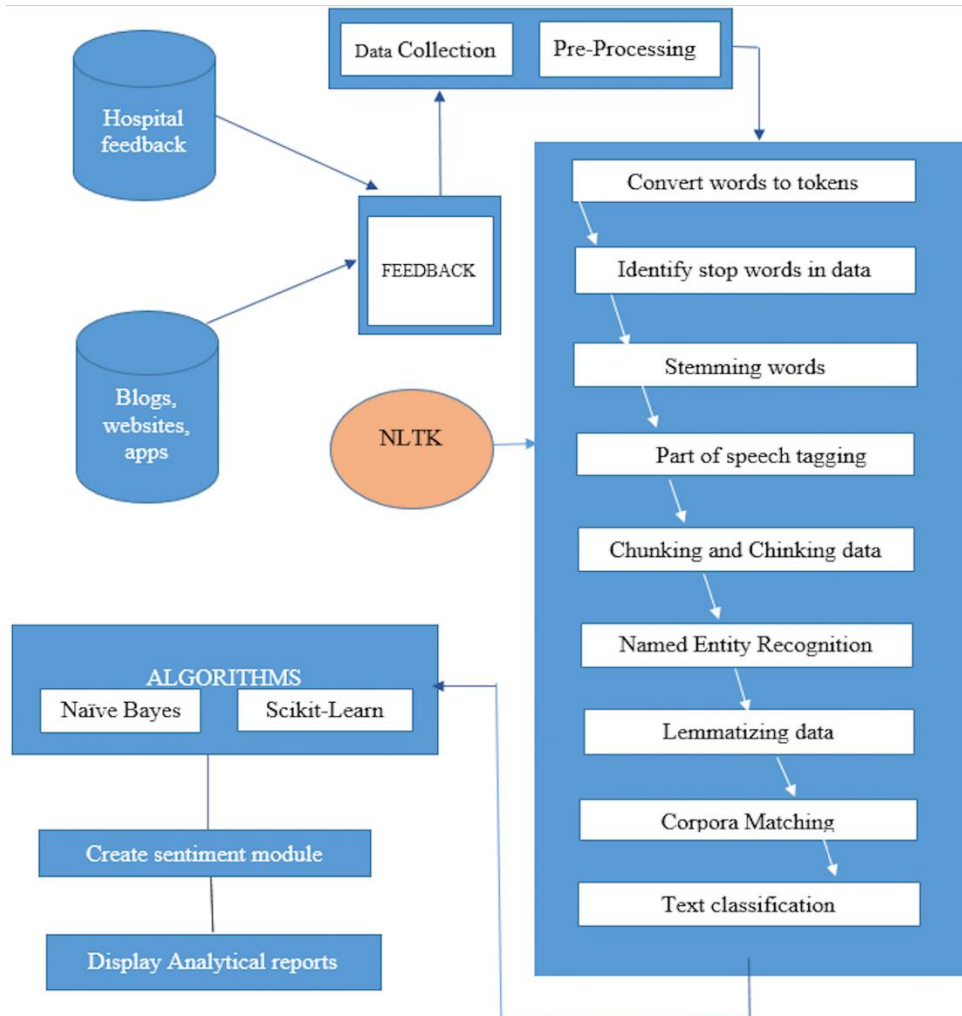 Data Collection
Pre-Processing
Hospital
feedback
FEEDBACK
Blogs,
websites,
apps
NLTK
Convert words to tokens
Identify stop words in data
Stemming words
Part of speech tagging
Chunking and Chinking data
Named Entity Recognition
Lemmatizing data
Corpora Matching
Text classification
ALGORITHMS
Naïve Bayes
Scikit-Learn
Create sentiment module
Display Analytical reports